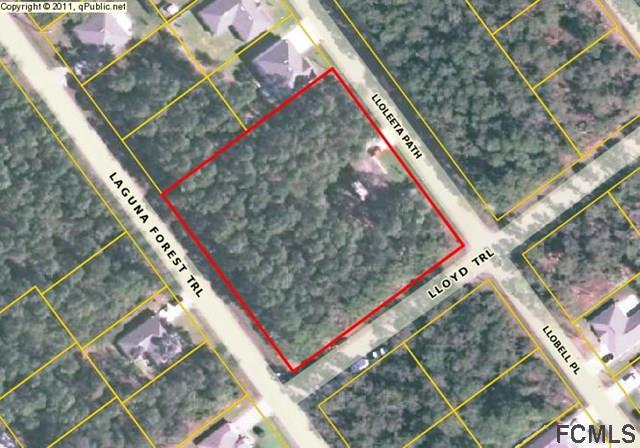 Copyright © 2011, qPublic.net
LLOLEETA PATH
LAGUNA FOREST TRL
LLOYD TRL
LLOBELL PL
FCMLS